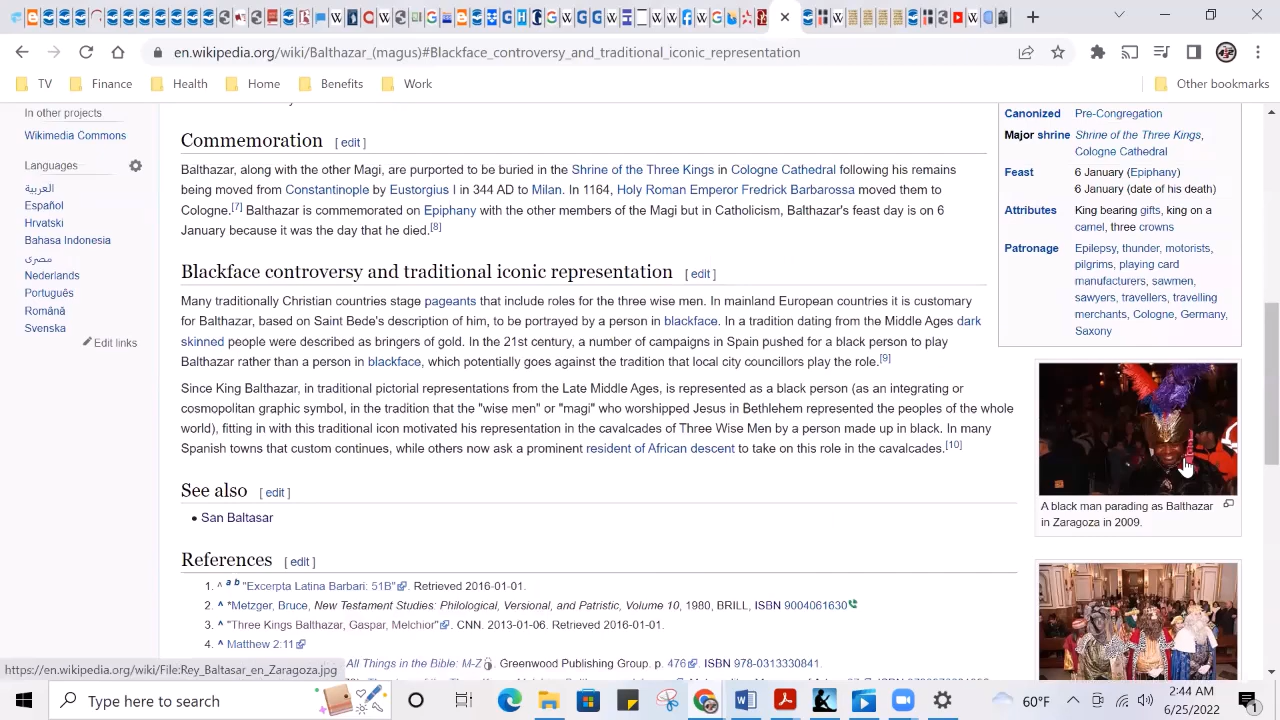 en.wikipedia.org/wiki/Balthazar_(magus)#Blackface_controversy_and_traditional_iconic_representation
TV Finance Health Home Benefits Work Other bookmarks
In other projects
Wikimedia Commons
Languages
العربية
Español
Hrvatski
Bahasa Indonesia
مصرى
Nederlands
Português
Română
Svenska
Edit links
Commemoration [ edit ]
Balthazar, along with the other Magi, are purported to be buried in the Shrine of the Three Kings in Cologne Cathedral following his remains
being moved from Constantinople by Eustorgius I in 344 AD to Milan. In 1164, Holy Roman Emperor Fredrick Barbarossa moved them to
Cologne.[7] Balthazar is commemorated on Epiphany with the other members of the Magi but in Catholicism, Balthazar's feast day is on 6
January because it was the day that he died.[8]
Blackface controversy and traditional iconic representation [ edit ]
Many traditionally Christian countries stage pageants that include roles for the three wise men. In mainland European countries it is customary
for Balthazar, based on Saint Bede's description of him, to be portrayed by a person in blackface. In a tradition dating from the Middle Ages dark
skinned people were described as bringers of gold. In the 21st century, a number of campaigns in Spain pushed for a black person to play
Balthazar rather than a person in blackface, which potentially goes against the tradition that local city councillors play the role.[9]
Since King Balthazar, in traditional pictorial representations from the Late Middle Ages, is represented as a black person (as an integrating or
cosmopolitan graphic symbol, in the tradition that the "wise men" or "magi" who worshipped Jesus in Bethlehem represented the peoples of the whole
world), fitting in with this traditional icon motivated his representation in the cavalcades of Three Wise Men by a person made up in black. In many
Spanish towns that custom continues, while others now ask a prominent resident of African descent to take on this role in the cavalcades.[10]
See also [ edit ]
• San Baltasar
References [ edit ]
1. ^ a b "Excerpta Latina Barbari: 51B". Retrieved 2016-01-01.
2. ^ *Metzger, Bruce, New Testament Studies: Philological, Versional, and Patristic, Volume 10, 1980, BRILL, ISBN 9004061630
3. ^ "Three Kings Balthazar, Gaspar, Melchior". CNN. 2013-01-06. Retrieved 2016-01-01.
4. ^ Matthew 2:11
All Things in the Bible: M-Z. Greenwood Publishing Group. p. 476. ISBN 978-0313330841.
Canonized Pre-Congregation
Major shrine Shrine of the Three Kings,
Cologne Cathedral
Feast 6 January (Epiphany)
6 January (date of his death)
Attributes King bearing gifts, king on a
camel, three crowns
Patronage Epilepsy, thunder, motorists,
pilgrims, playing card
manufacturers, sawmen,
sawyers, travellers, travelling
merchants, Cologne, Germany,
Saxony
A black man parading as Balthazar
in Zaragoza in 2009.
https://en.wikipedia.org/wiki/File:Rey_Baltasar_en_Zaragoza.jpg
Type here to search
60°F
2:44 AM
6/25/2022